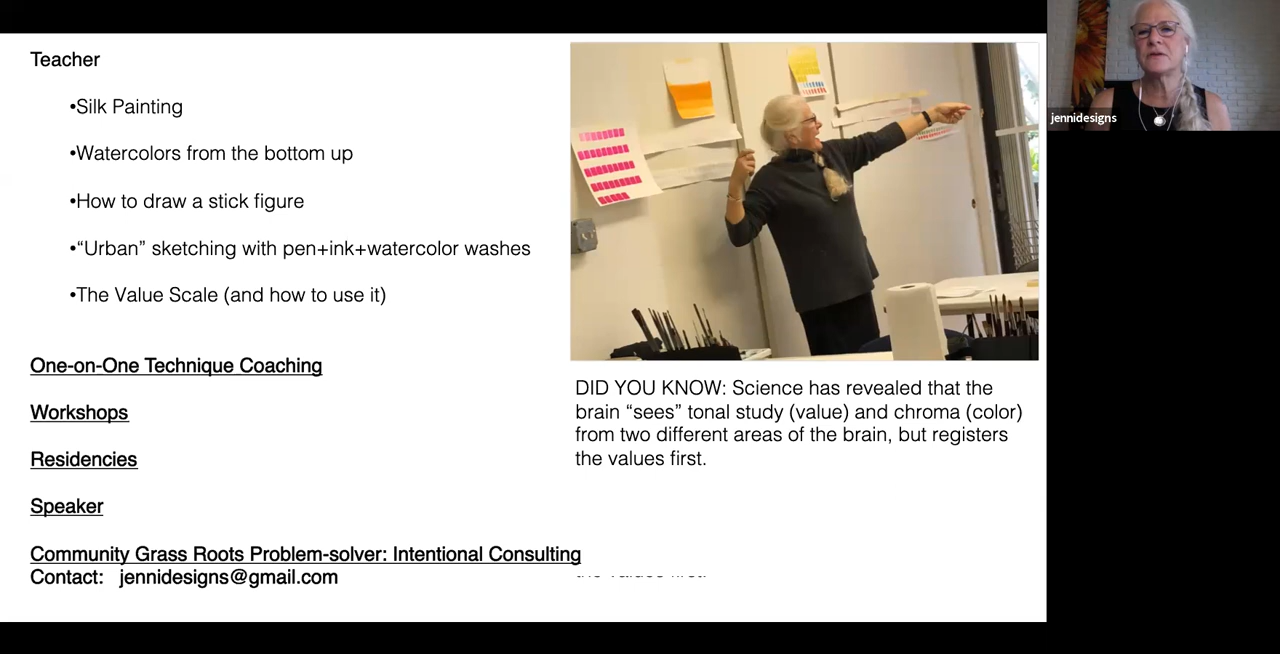 Teacher
•Silk Painting
•Watercolors from the bottom up
•How to draw a stick figure
•“Urban” sketching with pen+ink+watercolor washes
•The Value Scale (and how to use it)
One-on-One Technique Coaching
Workshops
Residencies
Speaker
Community Grass Roots Problem-solver: Intentional Consulting
Contact: jennidesigns@gmail.com
DID YOU KNOW: Science has revealed that the
brain “sees” tonal study (value) and chroma (color)
from two different areas of the brain, but registers
the values first.
the values first.
jennidesigns